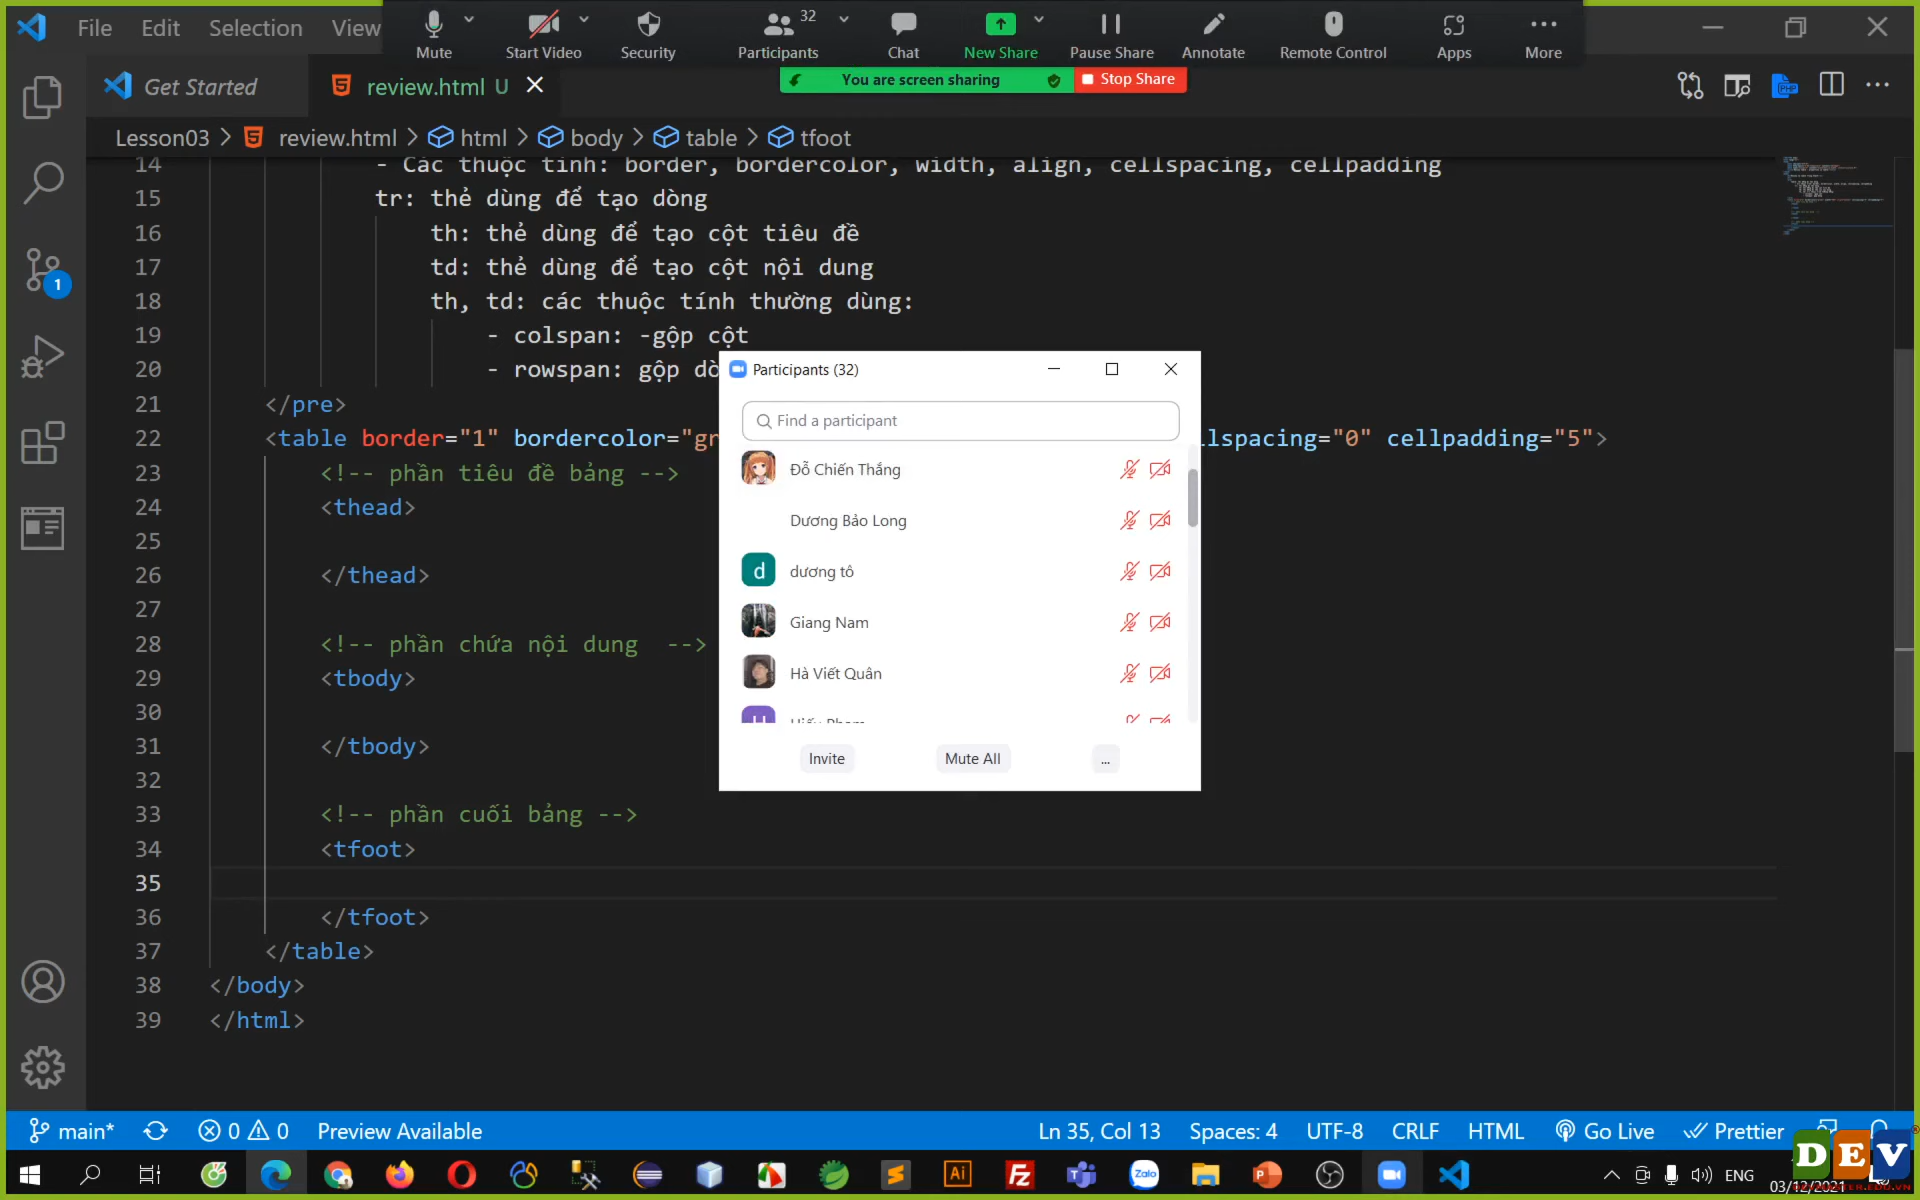 File Edit Selection View
Mute
Start Video
Security
Participants
32
Chat
New Share
Pause Share
Annotate
Remote Control
Apps
More
You are screen sharing
Stop Share
Get Started
review.html U
Lesson03 > review.html > html > body > table > tfoot
14 - Các thuộc tính: border, bordercolor, width, align, cellspacing, cellpadding
15 tr: thẻ dùng để tạo dòng
16 th: thẻ dùng để tạo cột tiêu đề
17 td: thẻ dùng để tạo cột nội dung
18 th, td: các thuộc tính thường dùng:
19 - colspan: -gộp cột
20 - rowspan: gộp
21 </pre>
22 <table border="1" bordercolor="gr llspacing="0" cellpadding="5">
23 <!-- phần tiêu đề bảng -->
24 <thead>
25
26 </thead>
27
28 <!-- phần chứa nội dung -->
29 <tbody>
30
31 </tbody>
32
33 <!-- phần cuối bảng -->
34 <tfoot>
35
36 </tfoot>
37 </table>
38 </body>
39 </html>
Participants (32)
Find a participant
Đỗ Chiến Thắng
Dương Bảo Long
d dương tô
Giang Nam
Hà Viết Quân
Invite
Mute All
...
1
main* 0 0 Preview Available
Ln 35, Col 13 Spaces: 4 UTF-8 CRLF HTML Go Live Prettier
ENG
03/12/2021
DEV